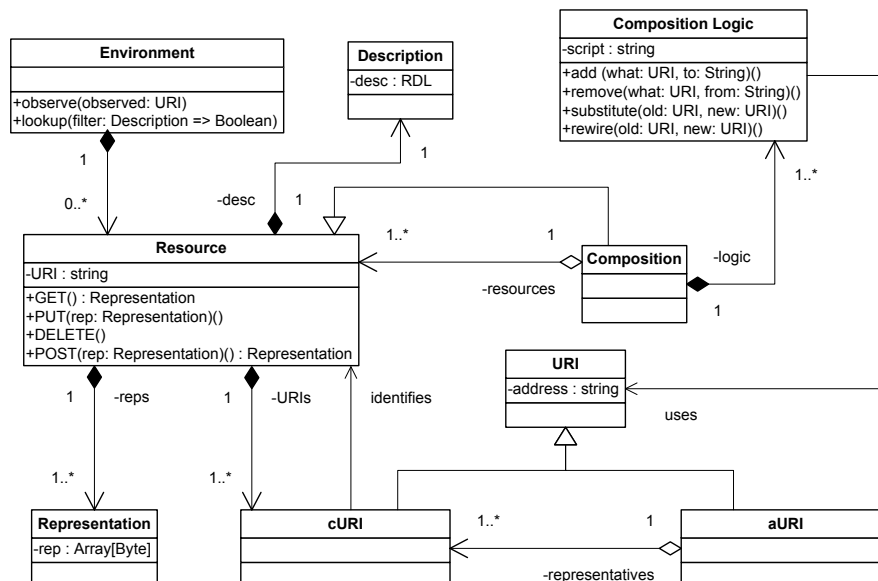 Composition Logic
-script : string
+add (what: URI, to: String)()
+remove(what: URI, from: String)()
+substitute(old: URI, new: URI)()
+rewire(old: URI, new: URI)()
Environment
+observe(observed: URI)
+lookup(filter: Description => Boolean)
Description
-desc : RDL
1
1
1..*
0..*
-desc
1
1..*
1
Resource
-URI : string
+GET() : Representation
+PUT(rep: Representation)()
+DELETE()
+POST(rep: Representation)() : Representation
Composition
-logic
-resources
1
URI
-address : string
1
-reps
1
-URIs
identifies
uses
1..*
1..*
Representation
-rep : Array[Byte]
cURI
1..*
1
aURI
-representatives